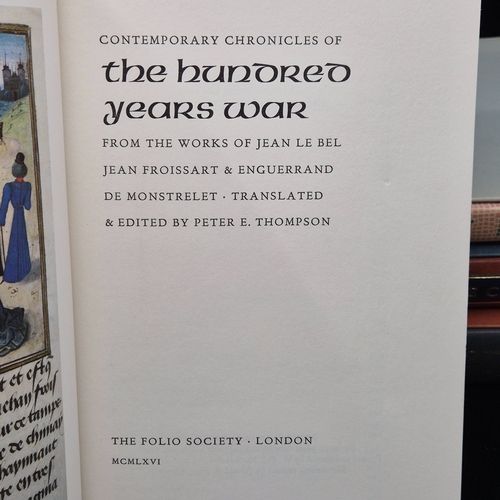 CONTEMPORARY CHRONICLES OF
the hundred
years war
FROM THE WORKS OF JEAN LE BEL
JEAN FROISSART & ENGUERRAND
DE MONSTRELET · TRANSLATED
& EDITED BY PETER E. THOMPSON
THE FOLIO SOCIETY · LONDON
MCMLXVI